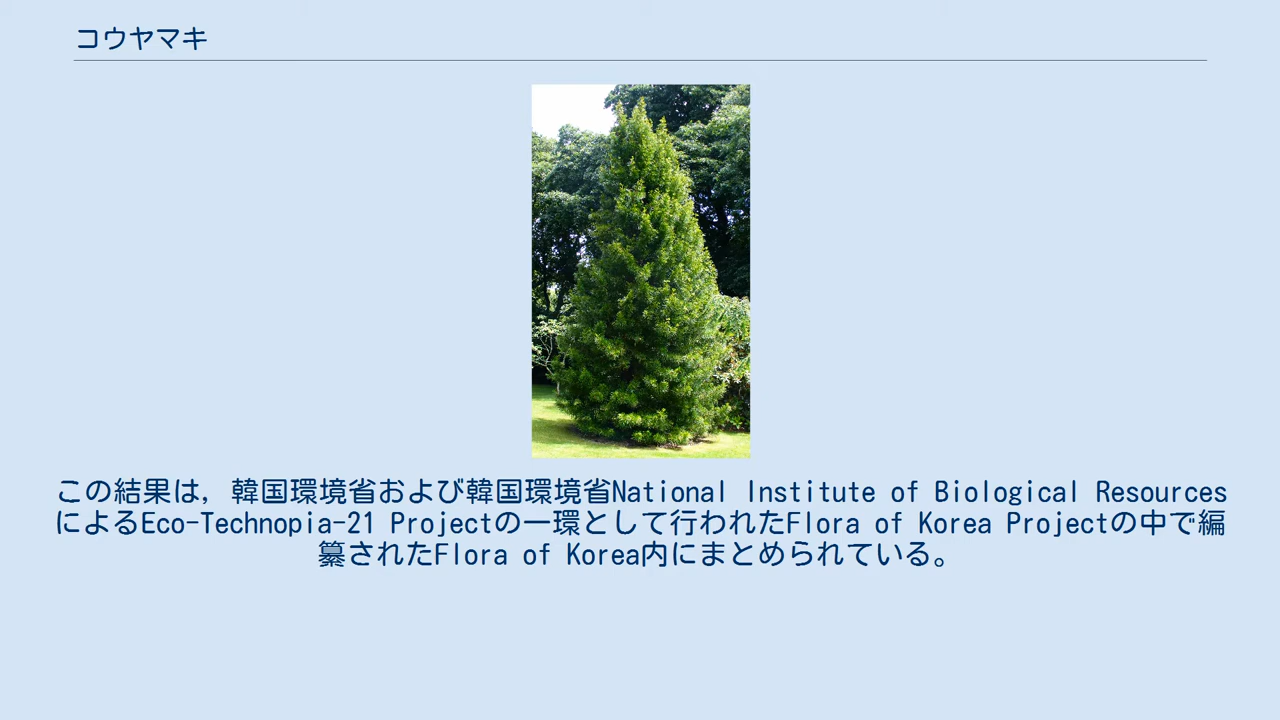 コウヤマキ
この結果は, 韓国環境省および韓国環境省National Institute of Biological Resources
によるEco-Technopia-21 Projectの一環として行われたFlora of Korea Projectの中で編
纂されたFlora of Korea内にまとめられている。